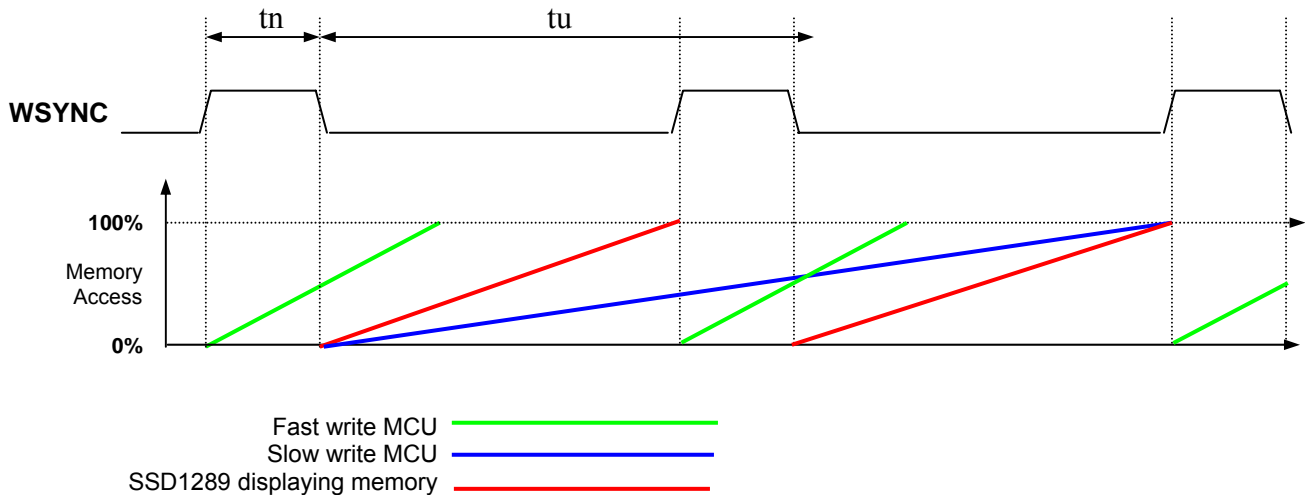 tn
tu
WSYNC
100%
Memory
Access
0%
Fast write MCU
Slow write MCU
SSD1289 displaying memory